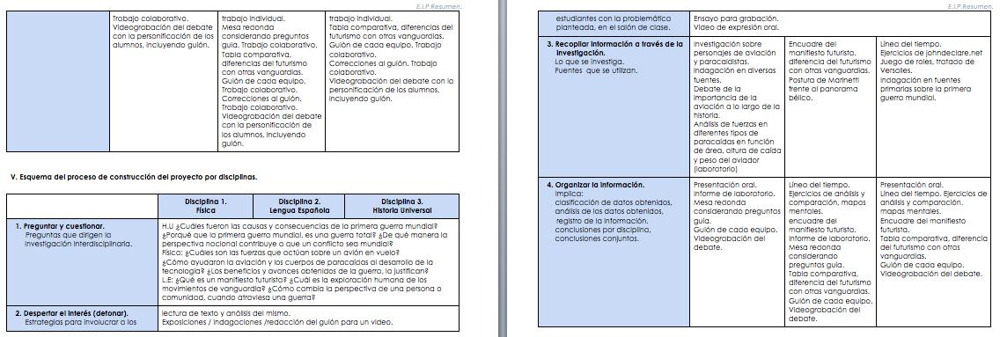 E.I.P.Resumen.
Trabajo colaborativo.
Videograbación del debate
con la personificación de los
alumnos, incluyendo guión.
trabajo individual.
Mesa redonda
considerando preguntas
guía. Trabajo colaborativo.
Tabla comparativa,
diferencias del futurismo
con otras vanguardias.
Guión de cada equipo.
Trabajo colaborativo.
Correcciones al guión.
Trabajo colaborativo.
Videograbación del debate
con la personificación de
los alumnos, incluyendo
guión.
trabajo individual.
Tabla comparativa, diferencias del
futurismo con otras vanguardias.
Guión de cada equipo. Trabajo
colaborativo.
Correcciones al guión. Trabajo
colaborativo.
Videograbación del debate con la
personificación de los alumnos,
incluyendo guión.
V. Esquema del proceso de construcción del proyecto por disciplinas.
Disciplina 1.
Física
Disciplina 2.
Lengua Española
Disciplina 3.
Historia Universal
1. Preguntar y cuestionar.
Preguntas que dirigen la
Investigación Interdisciplinaria.
H.U ¿Cuáles fueron las causas y consecuencias de la primera guerra mundial?
¿Porqué que la primera guerra mundial, es una guerra total? ¿De qué manera la
perspectiva nacional contribuye a que un conflicto sea mundial?
Física: ¿Cuáles son las fuerzas que actúan sobre un avión en vuelo?
¿Cómo ayudaron la aviación y los cuerpos de paracaídas al desarrollo de la
tecnología? ¿Los beneficios y avances obtenidos de la guerra, la justifican?
L.E: ¿Qué es un manifiesto futurista? ¿Cuál es la exploración humana de los
movimientos de vanguardia? ¿Cómo cambia la perspectiva de una persona o
comunidad, cuando atraviesa una guerra?
2. Despertar el interés (detonar).
Estrategias para involucrar a los
lectura de texto y análisis del mismo.
Exposiciones / indagaciones /redacción del guión para un video.
E.I.P.Resumen.
estudiantes con la problemática
planteada, en el salón de clase.
Ensayo para grabación.
Video de expresión oral.
3. Recopilar información a través de la
investigación.
Lo que se investiga.
Fuentes que se utilizan.
Investigación sobre
personajes de aviación
y paracaidistas.
Indagación en diversas
fuentes.
Debate de la
importancia de la
aviación a lo largo de la
historia.
Análisis de fuerzas en
diferentes tipos de
paracaídas en función
de área, altura de caída
y peso del aviador
(laboratorio)
Encuadre del
manifiesto futurista.
diferencia del futurismo
con otras vanguardias.
Postura de Marinetti
frente al panorama
bélico.
Línea del tiempo.
Ejercicios de johndeclare.net
Juego de roles, tratado de
Versalles.
Indagación en fuentes
primarias sobre la primera
guerra mundial.
4. Organizar la información.
Implica:
clasificación de datos obtenidos,
análisis de los datos obtenidos,
registro de la información.
conclusiones por disciplina,
conclusiones conjuntas.
Presentación oral.
Informe de laboratorio.
Mesa redonda
considerando preguntas
guía.
Guión de cada equipo.
Videograbación del
debate.
Línea del tiempo.
Ejercicios de análisis y
comparación, mapas
mentales.
encuadre del
manifiesto futurista.
Informe de laboratorio.
Mesa redonda
considerando
preguntas guía.
Tabla comparativa,
diferencia del futurismo
con otras vanguardias.
Guión de cada equipo.
Videograbación del
debate.
Presentación oral.
Línea del tiempo. Ejercicios de
análisis y comparación.
mapas mentales.
Encuadre del manifiesto
futurista.
Tabla comparativa, diferencia
del futurismo con otras
vanguardias.
Guión de cada equipo.
Videograbación del debate.